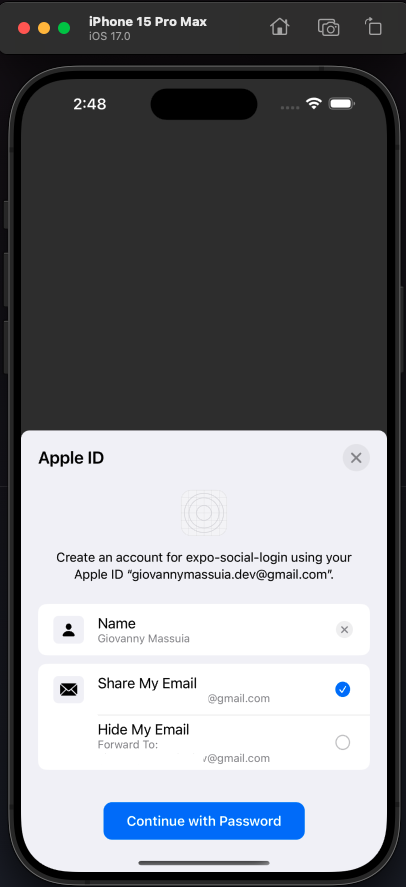 iPhone 15 Pro Max
iOS 17.0
2:48
Apple ID
Create an account for expo-social-login using your
Apple ID “giovannymassuia.dev@gmail.com”.
Name
Giovanny Massuia
Share My Email
@gmail.com
Hide My Email
Forward To:
@gmail.com
Continue with Password